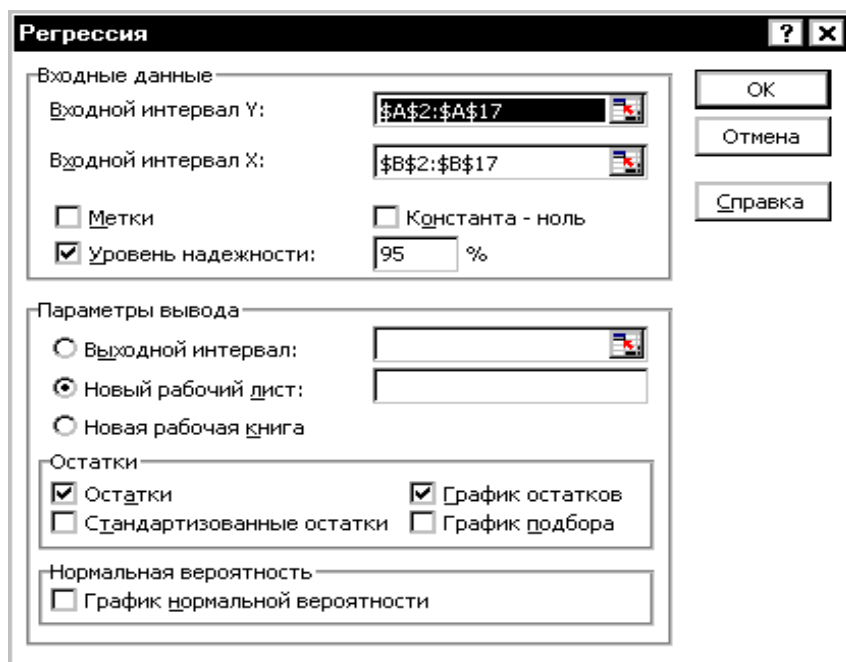 Регрессия
Входные данные
Входной интервал Y: $A$2:$A$17
Входной интервал X: $B$2:$B$17
Метки Константа - ноль
Уровень надежности: 95 %
Параметры вывода
Выходной интервал:
Новый рабочий лист:
Новая рабочая книга
Остатки
Остатки График остатков
Стандартизованные остатки График подбора
Нормальная вероятность
График нормальной вероятности
OK
Отмена
Справка